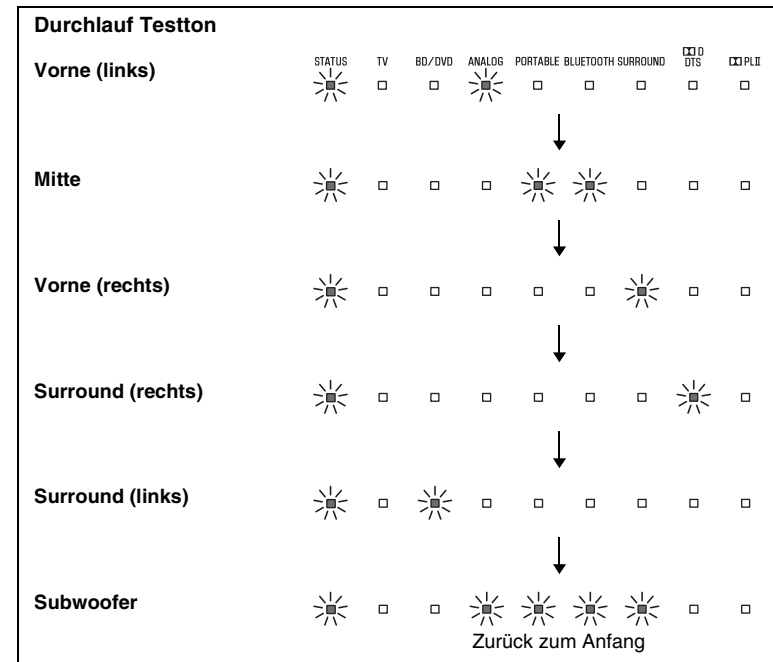 Durchlauf Testton
Vorne (links)
STATUS TV BD/DVD ANALOG PORTABLE BLUETOOTH SURROUND D DTS PLII
Mitte
Vorne (rechts)
Surround (rechts)
Surround (links)
Subwoofer
Zurück zum Anfang